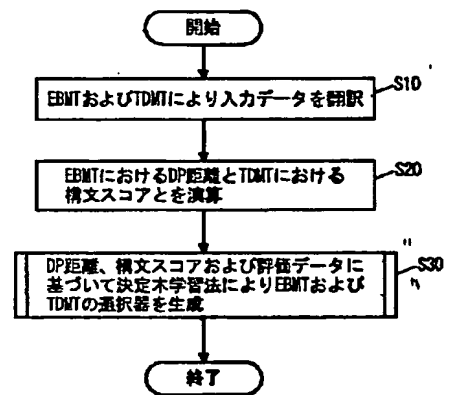 開始
EBMTおよびTDMTにより入力データを翻訳
S10
EBMTにおけるDP距離とTDMTにおける
構文スコアとを演算
S20
DP距離、構文スコアおよび評価データに
基づいて決定木学習法によりEBMTおよび
TDMTの選択器を生成
S30
終了